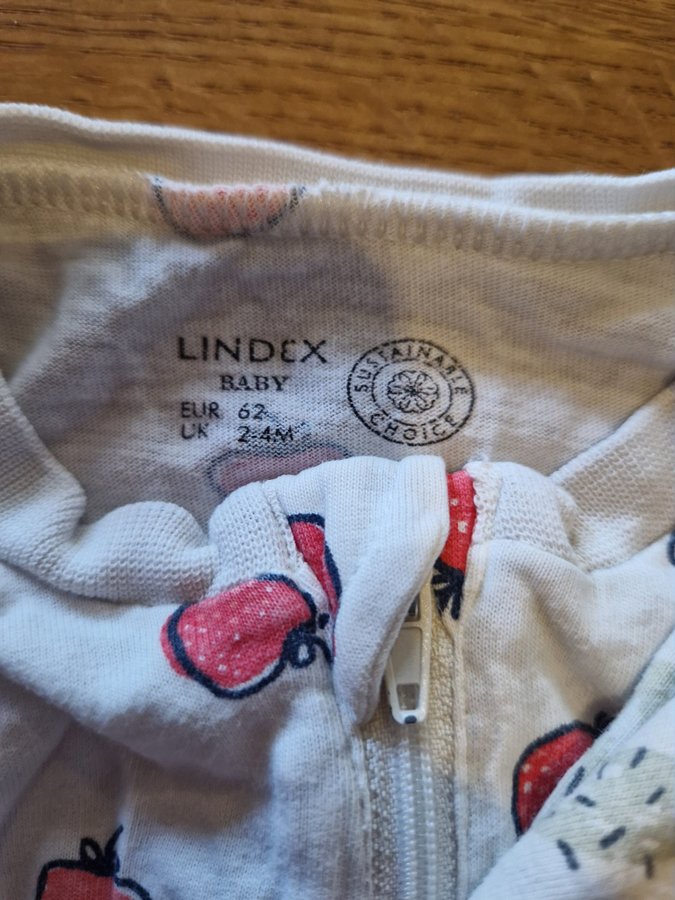 LINDEX
BABY
EUR 62
UK 2-4M
SUSTAINABLE
CHOICE